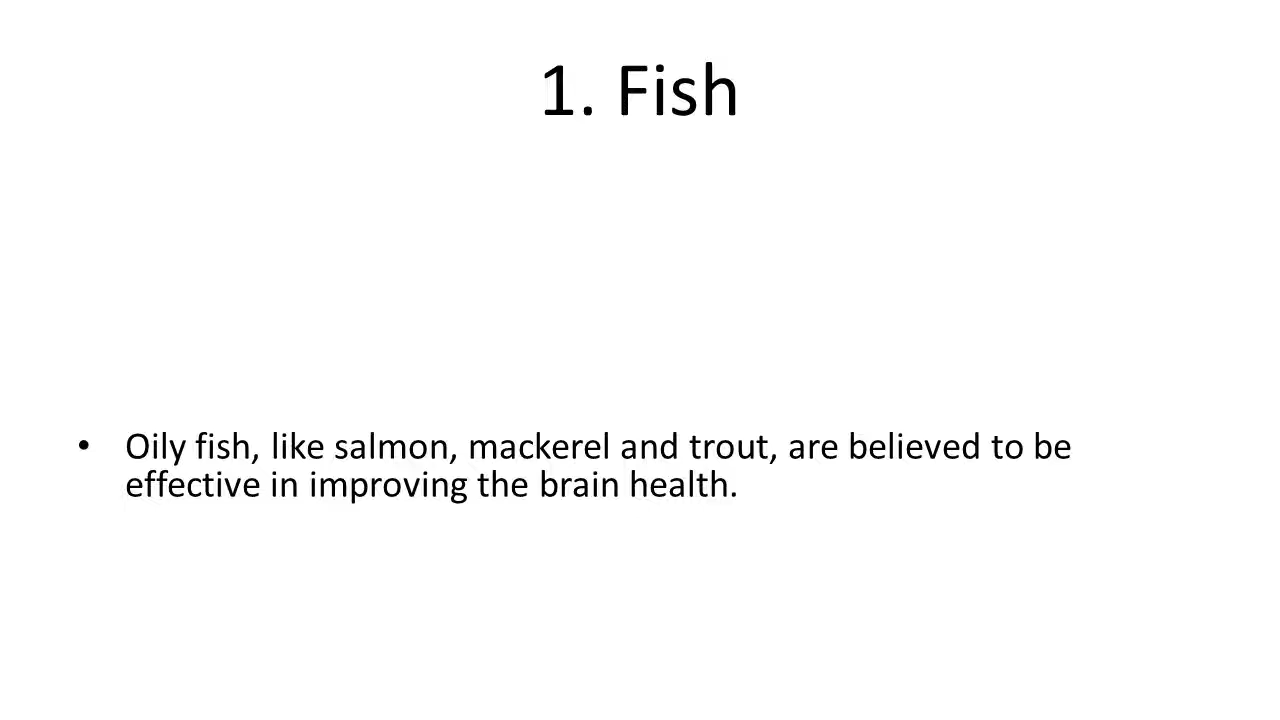 1. Fish
• Oily fish, like salmon, mackerel and trout, are believed to be
effective in improving the brain health.